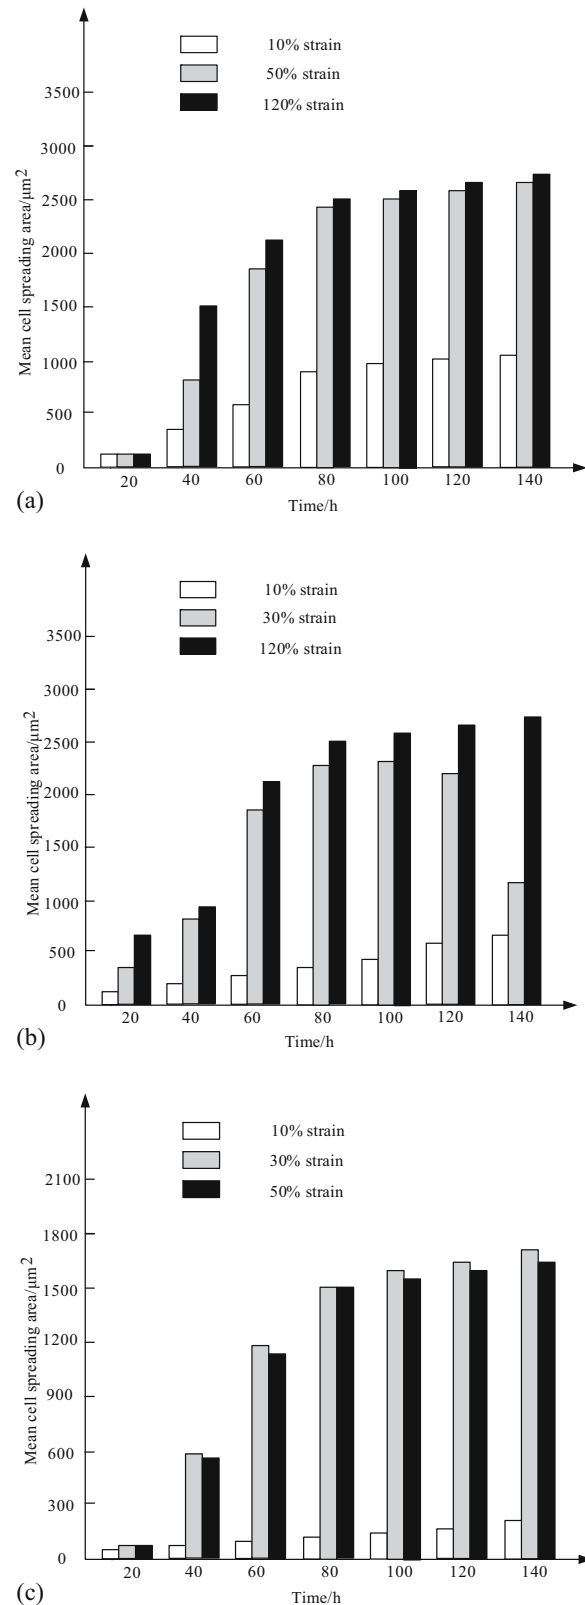 10% strain
50% strain
120% strain
3500
3000
2500
2000
1500
1000
500
0
Mean cell spreading area/μm²
20 40 60 80 100 120 140
Time/h
(a)
10% strain
30% strain
120% strain
3500
3000
2500
2000
1500
1000
500
0
Mean cell spreading area/μm²
20 40 60 80 100 120 140
Time/h
(b)
10% strain
30% strain
50% strain
2100
1800
1500
1200
900
600
300
0
Mean cell spreading area/μm²
20 40 60 80 100 120 140
Time/h
(c)